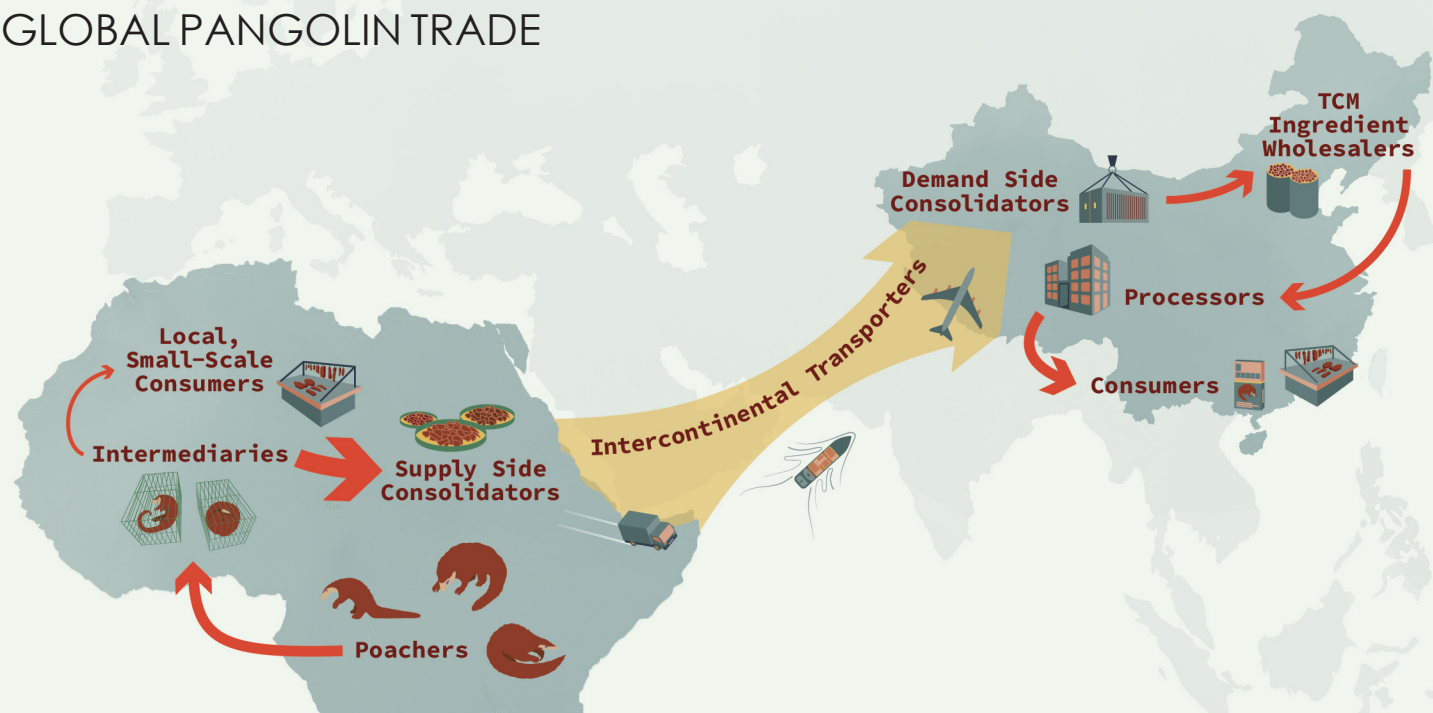 GLOBAL PANGOLIN TRADE
TCM
Ingredient
Wholesalers
Demand Side
Consolidators
Processors
Consumers
Intercontinental Transporters
Local,
Small-Scale
Consumers
Intermediaries
Supply Side
Consolidators
Poachers